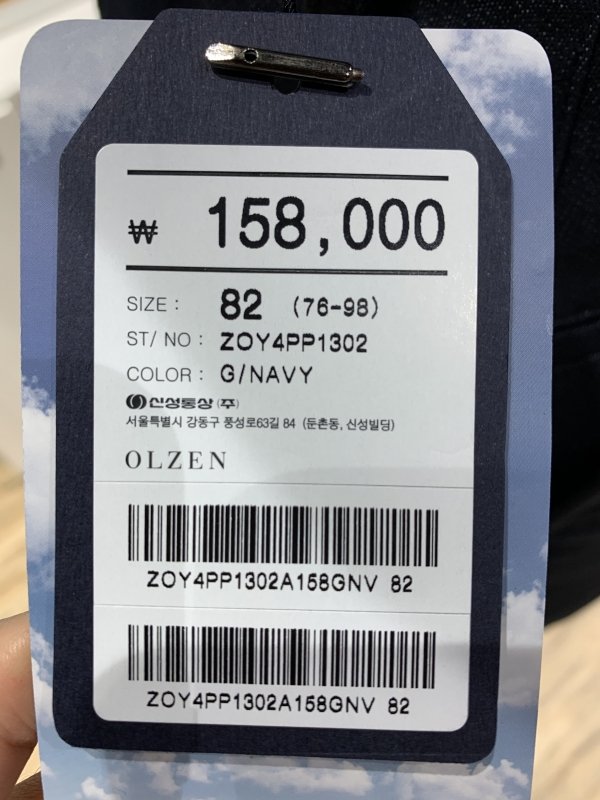 ₩ 158,000
SIZE : 82 (76-98)
ST/ NO : ZOY4PP1302
COLOR : G/NAVY
신성통상 (주)
서울특별시 강동구 풍성로63길 84 (둔촌동, 신성빌딩)
OLZEN
ZOY4PP1302A158GNV 82
ZOY4PP1302A158GNV 82